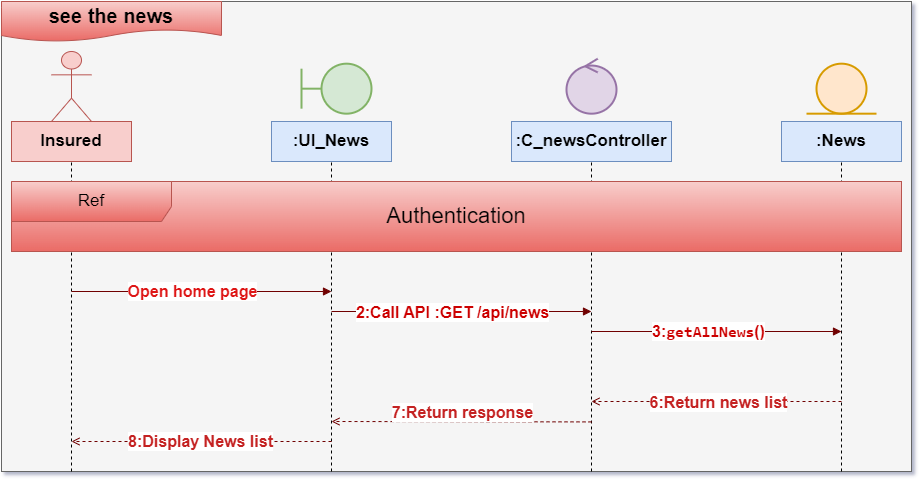 see the news
Insured
:UI_News
:C_newsController
:News
Ref
Authentication
Open home page
2:Call API :GET /api/news
3:getAllNews()
6:Return news list
7:Return response
8:Display News list